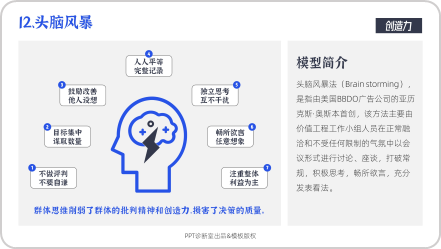 12.头脑风暴
创造力
4
人人平等
完整记录
3
鼓励改善
他人设想
5
独立思考
互不干扰
2
目标集中
谋取数量
6
畅所欲言
任意想象
1
不做评判
不要自谦
7
注重整体
利益为主
群体思维削弱了群体的批判精神和创造力.损害了决策的质量.
模型简介
头脑风暴法（Brain storming），
是指由美国BBDO广告公司的亚历
克斯·奥斯本首创，该方法主要由
价值工程工作小组人员在正常融
洽和不受任何限制的气氛中以会
议形式进行讨论、座谈，打破常
规，积极思考，畅所欲言，充分
发表看法。
PPT诊断室出品&模板版权